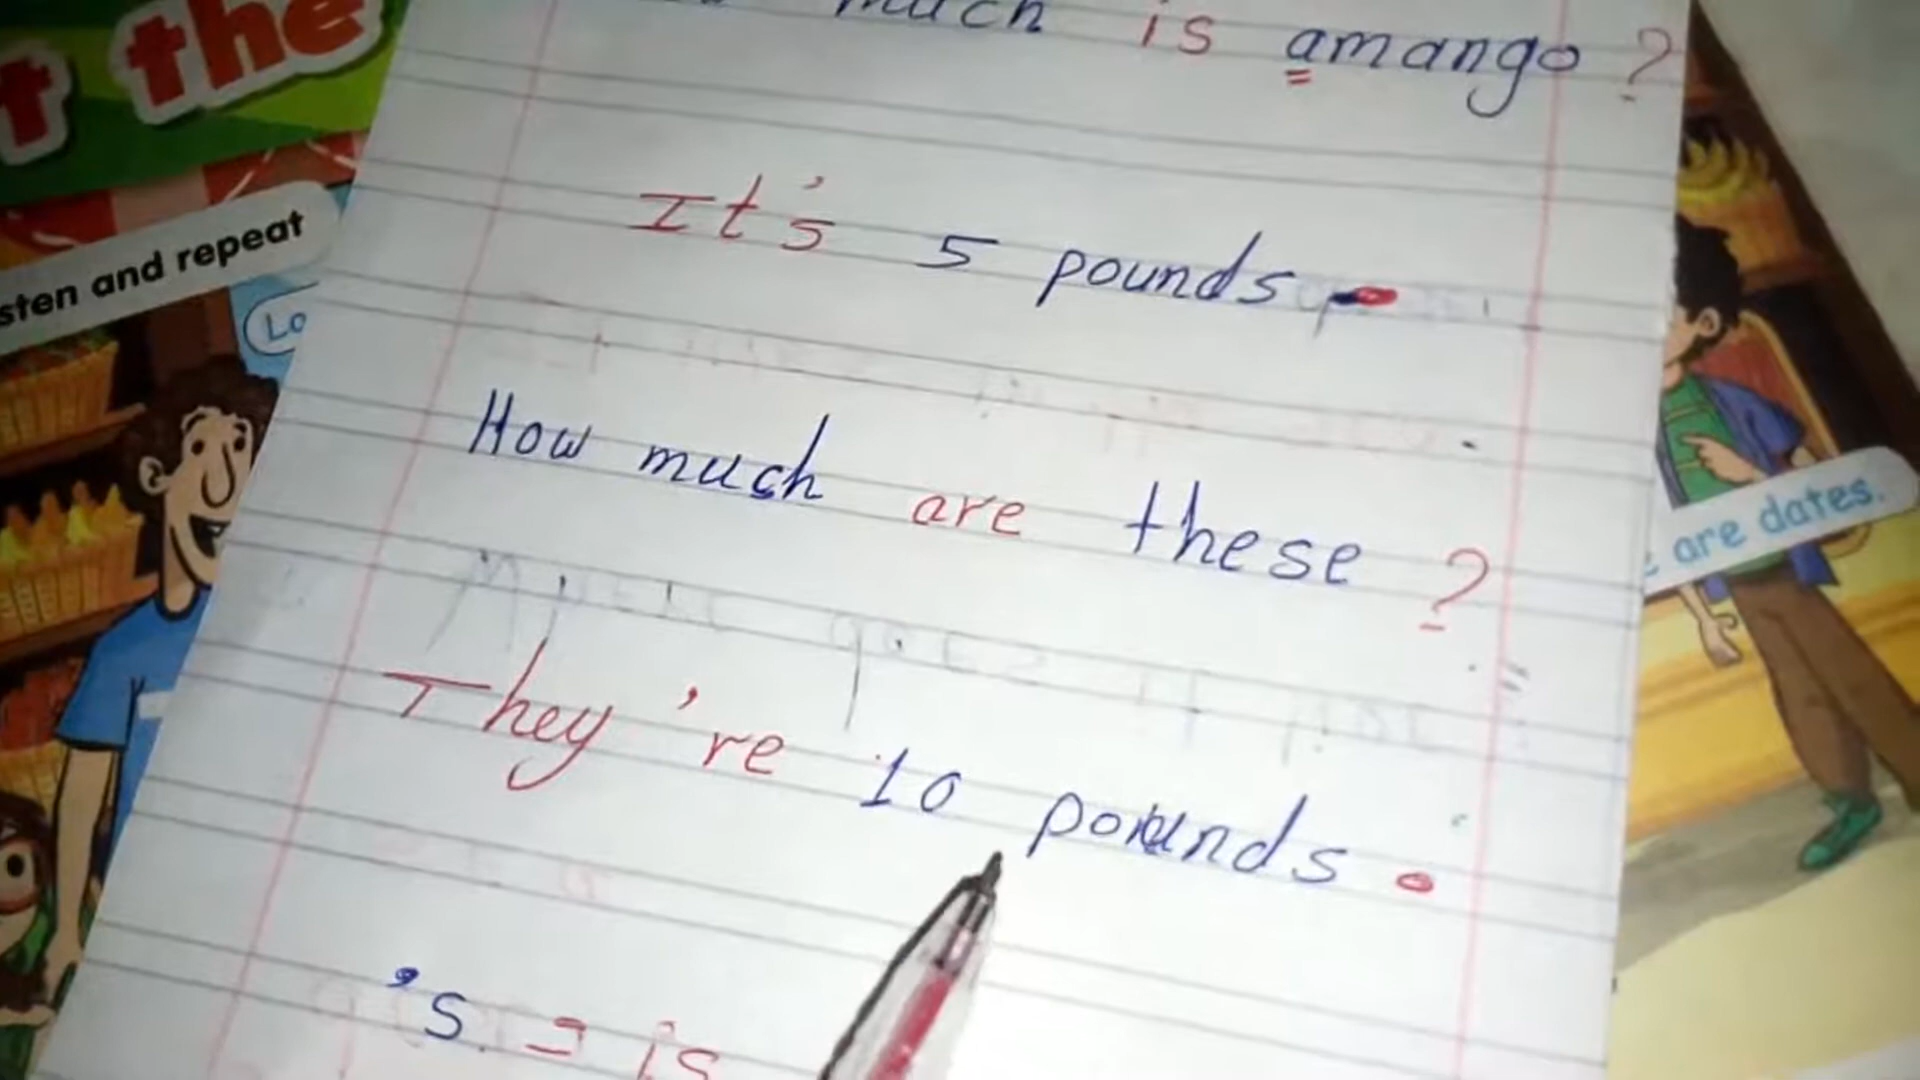 t the
much is amango ?
It's 5 pounds.
sten and repeat
Lo
How much are these ?
are dates.
They're 10 pounds.
's = is